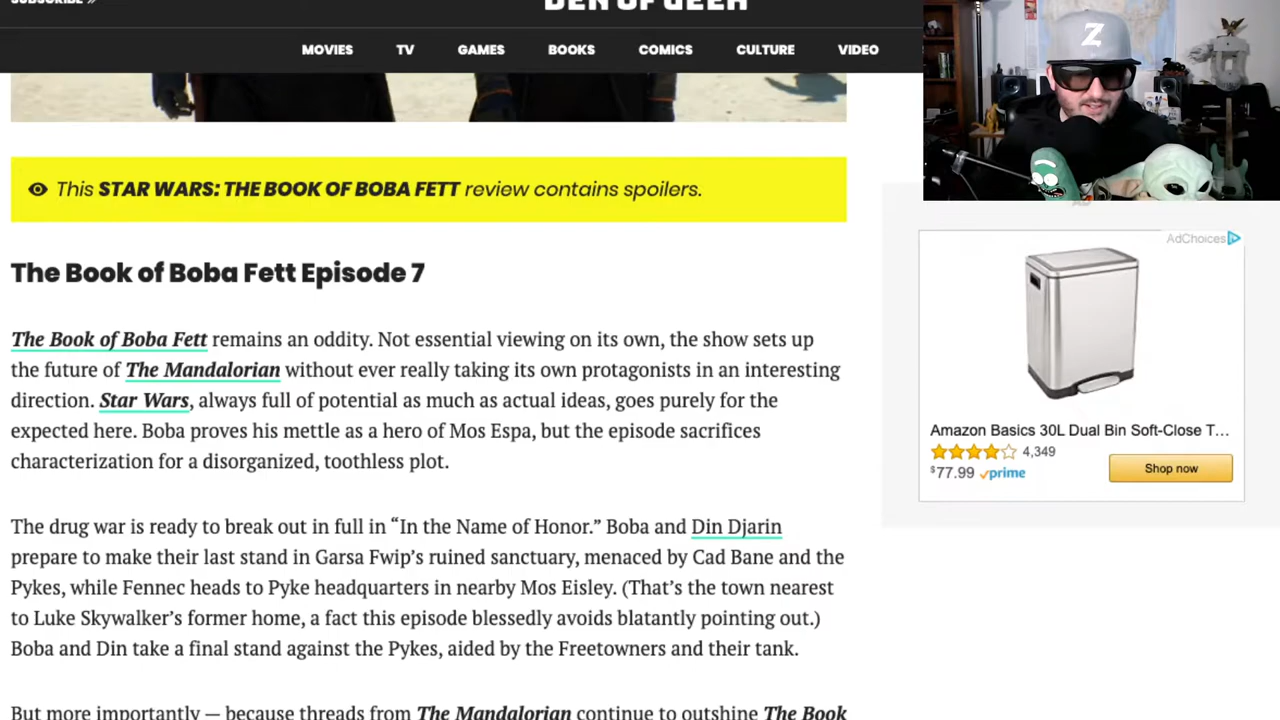 SUBSCRIBE »
DEN OF GEEK
MOVIES TV GAMES BOOKS COMICS CULTURE VIDEO
Z
This STAR WARS: THE BOOK OF BOBA FETT review contains spoilers.
The Book of Boba Fett Episode 7
The Book of Boba Fett remains an oddity. Not essential viewing on its own, the show sets up
the future of The Mandalorian without ever really taking its own protagonists in an interesting
direction. Star Wars, always full of potential as much as actual ideas, goes purely for the
expected here. Boba proves his mettle as a hero of Mos Espa, but the episode sacrifices
characterization for a disorganized, toothless plot.
The drug war is ready to break out in full in “In the Name of Honor.” Boba and Din Djarin
prepare to make their last stand in Garsa Fwip’s ruined sanctuary, menaced by Cad Bane and the
Pykes, while Fennec heads to Pyke headquarters in nearby Mos Eisley. (That’s the town nearest
to Luke Skywalker’s former home, a fact this episode blessedly avoids blatantly pointing out.)
Boba and Din take a final stand against the Pykes, aided by the Freetowners and their tank.
But more importantly — because threads from The Mandalorian continue to outshine The Book
AdChoices
Amazon Basics 30L Dual Bin Soft-Close T...
4,349
$77.99 prime
Shop now